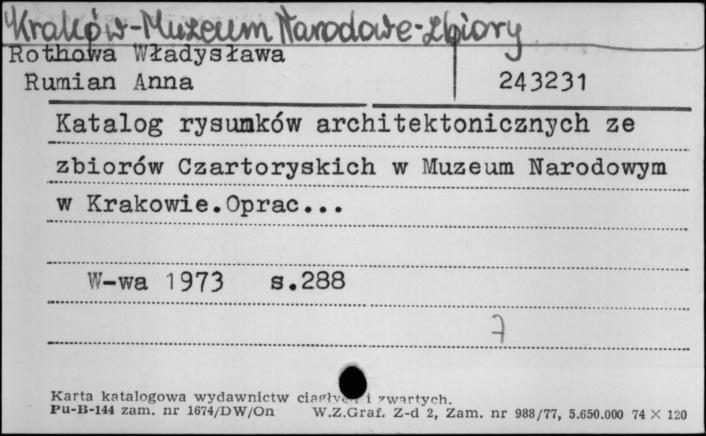 Kraków-Muzeum Narodowe-zbiory
Rothowa Władysława
Rumian Anna 243231
Katalog rysunków architektonicznych ze
zbiorów Czartoryskich w Muzeum Narodowym
w Krakowie.Oprac...
W-wa 1973 s.288
7
Karta katalogowa wydawnictw ciągłych i zwartych.
Pu-B-144 zam. nr 1674/DW/On W.Z.Graf. Z-d 2, Zam. nr 988/77, 5.650.000 74 × 120